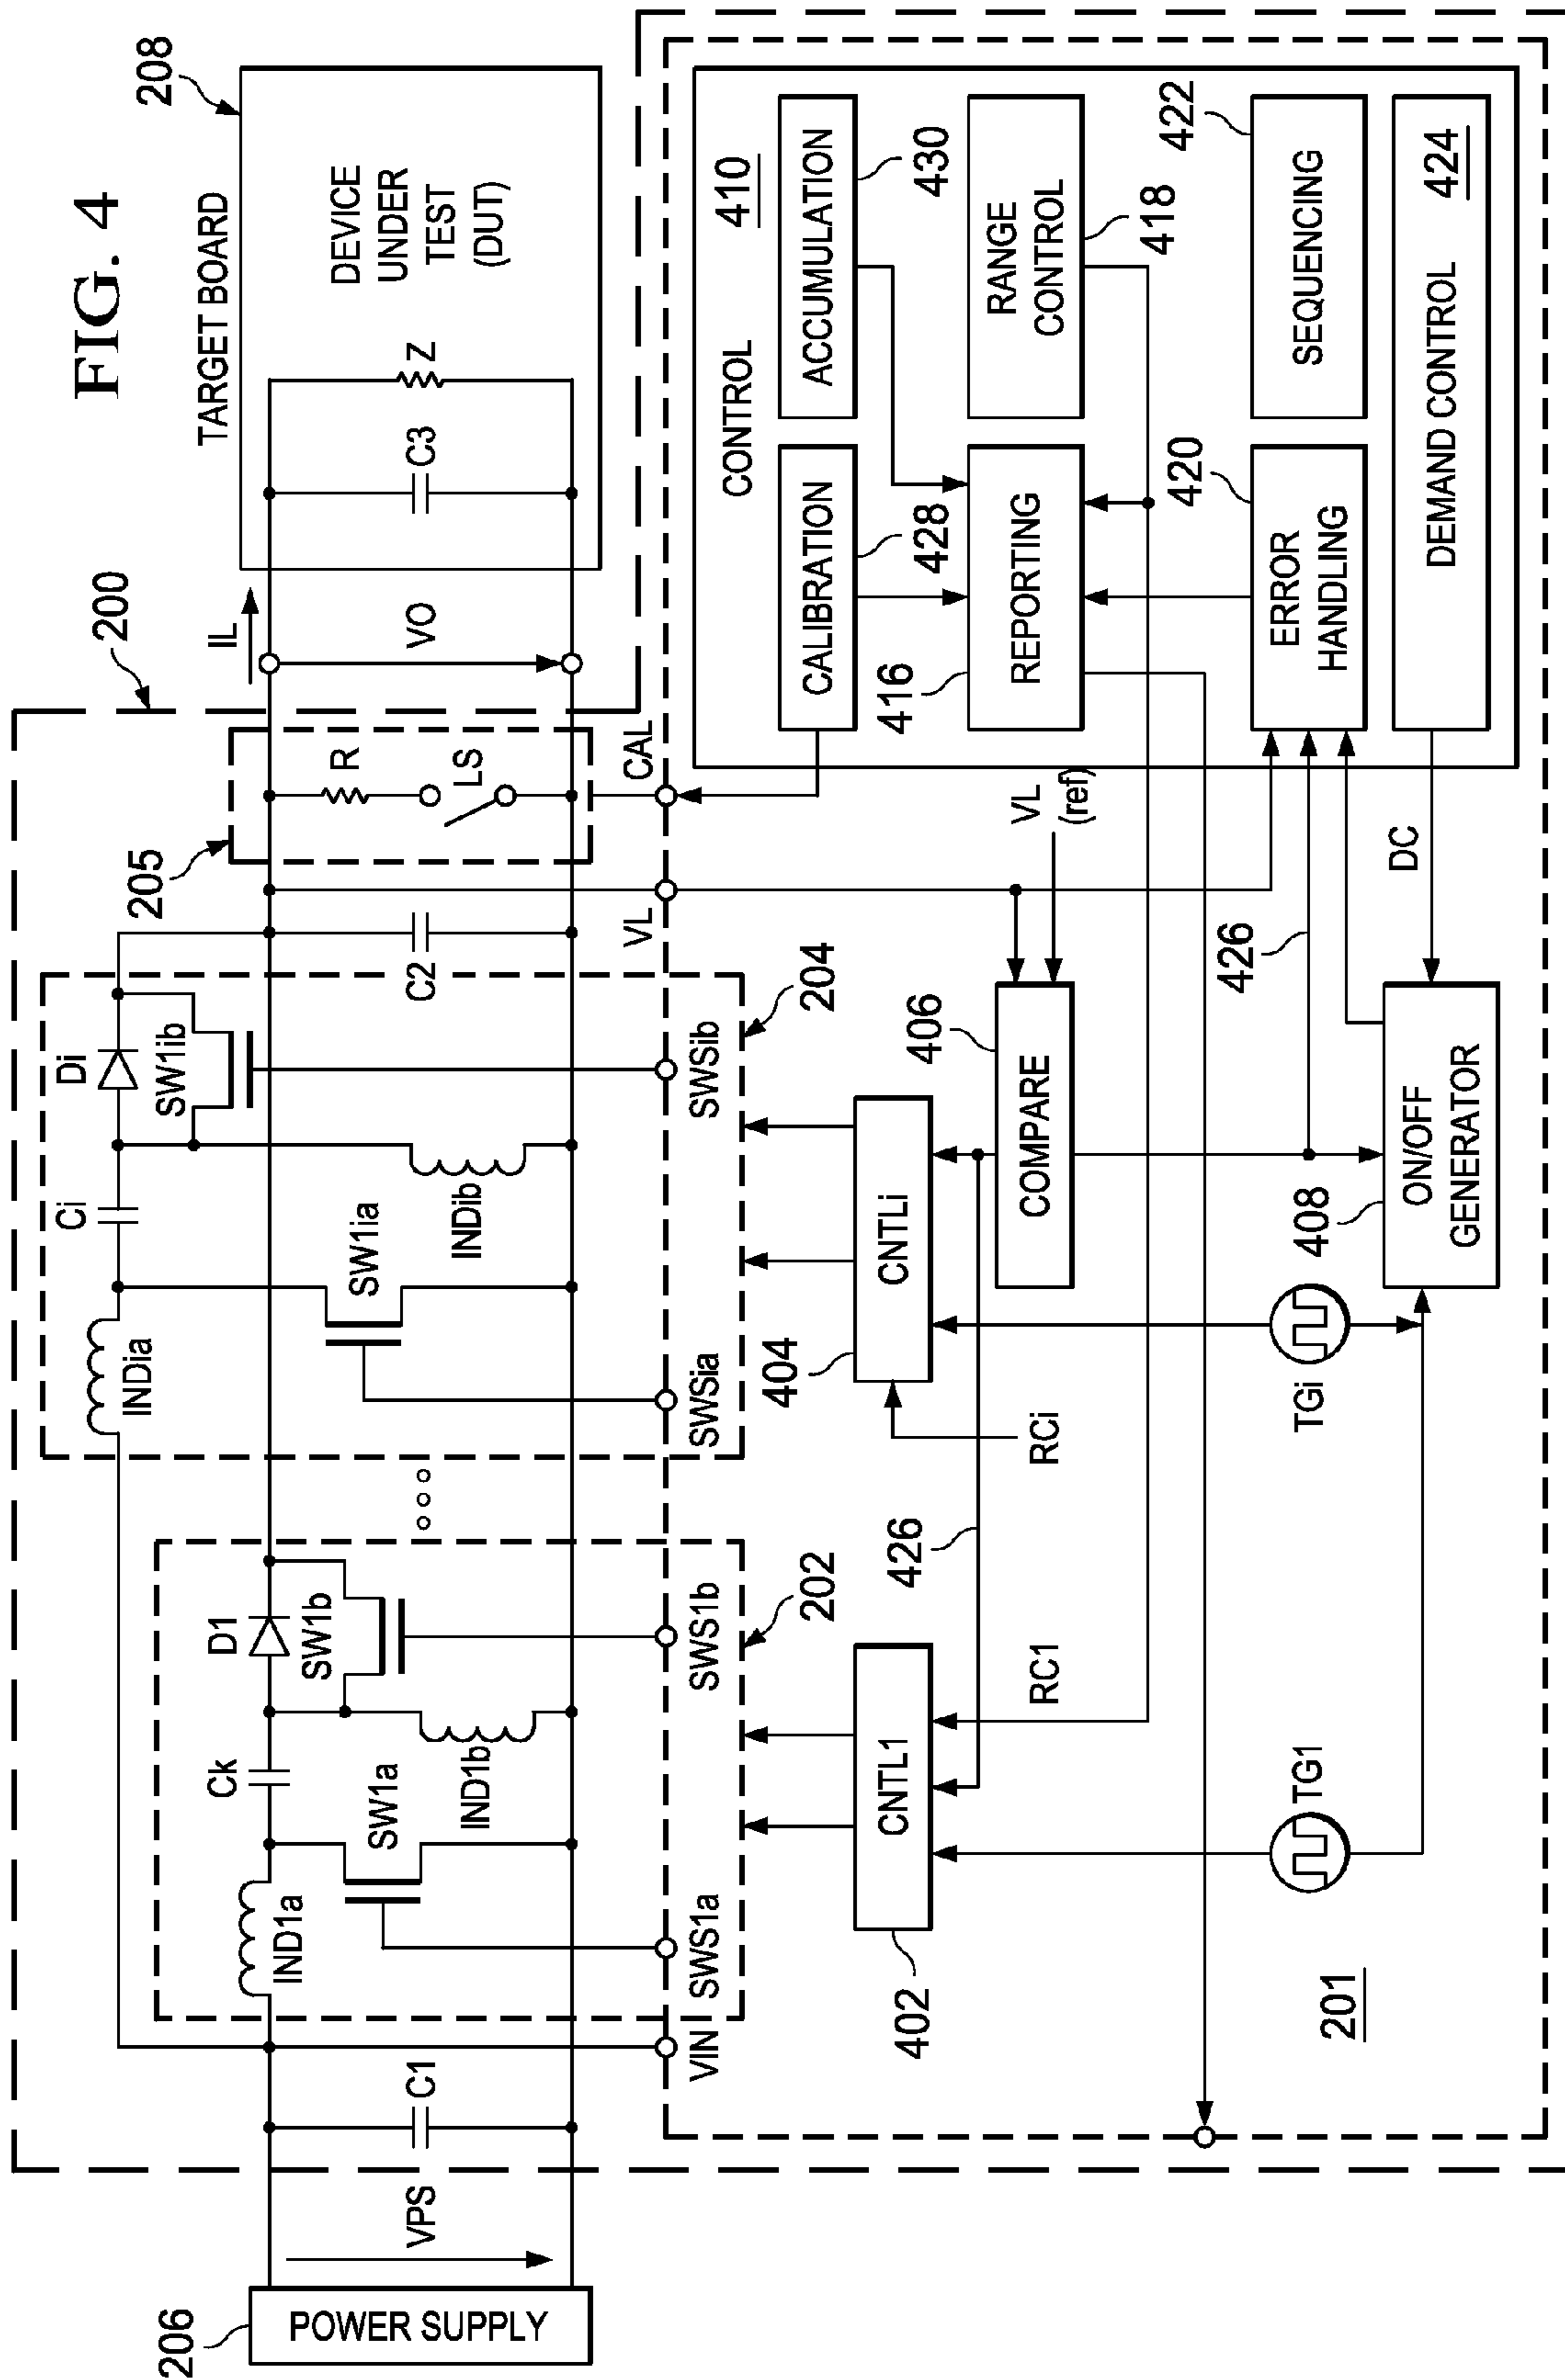 FIG. 4
206
POWER SUPPLY
VPS
C1
VIN
200
IND1a
Ck
D1
SW1a
SW1b
IND1b
SWS1a
SWS1b
202
INDia
Ci
Di
SW1ia
SW1ib
INDib
SWSia
SWSib
204
C2
VL
205
R
LS
CAL
IL
VO
TARGET BOARD
208
C3
Z
DEVICE
UNDER
TEST
(DUT)
402
CNTL1
RC1
426
404
CNTLi
RCi
406
COMPARE
VL
(ref)
TG1
TGi
408
ON/OFF
GENERATOR
426
DC
201
CONTROL
410
CALIBRATION
428
ACCUMULATION
430
416
REPORTING
RANGE
CONTROL
418
420
ERROR
HANDLING
422
SEQUENCING
DEMAND CONTROL
424